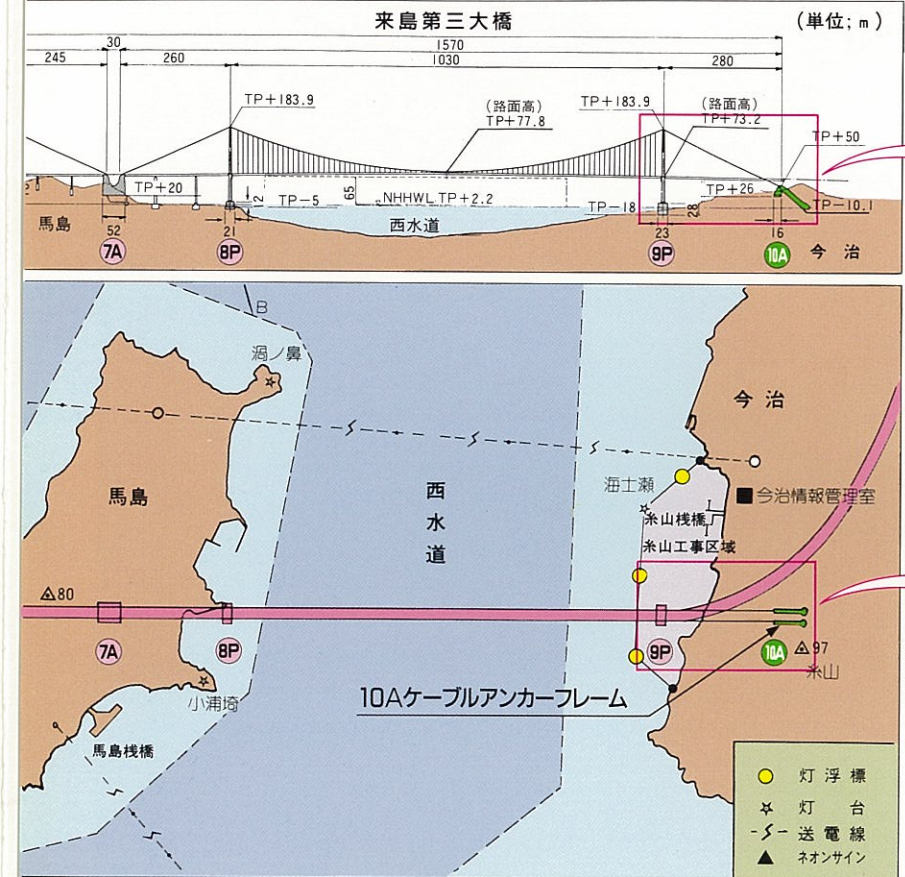 来島第三大橋
(単位; m)
30
1570
245
260
1030
280
TP+183.9
(路面高)
TP+77.8
TP+183.9
(路面高)
TP+73.2
TP+50
TP+20
TP-5
12
65
NHHWL TP+2.2
TP-18
28
TP+26
TP-10.1
馬島
52
21
西水道
23
16
今治
7A
8P
9P
10A
B
渦ノ鼻
今治
馬島
西水道
海士瀬
今治情報管理室
糸山桟橋
糸山工事区域
80
7A
8P
9P
10A
97
糸山
小浦埼
10Aケーブルアンカーフレーム
馬島桟橋
灯浮標
灯台
送電線
ネオンサイン